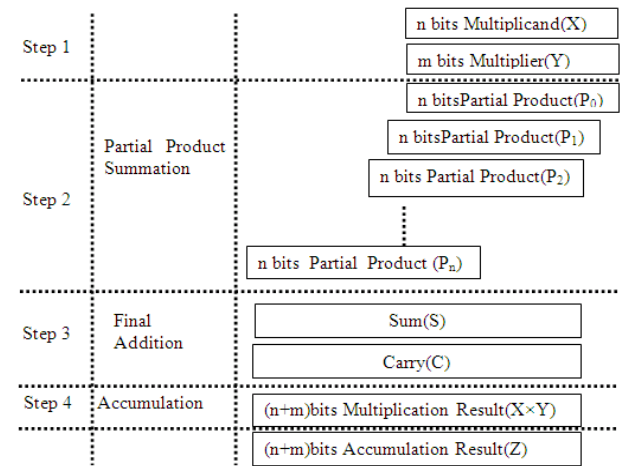 n bits Multiplicand(X)
Step 1
m bits Multiplier(Y)
n bitsPartial Product(P₀)
n bitsPartial Product(P₁)
Partial Product
Summation
n bits Partial Product(P₂)
Step 2
n bits Partial Product (Pₙ)
Final
Addition
Sum(S)
Step 3
Carry(C)
Step 4
Accumulation
(n+m)bits Multiplication Result(X×Y)
(n+m)bits Accumulation Result(Z)